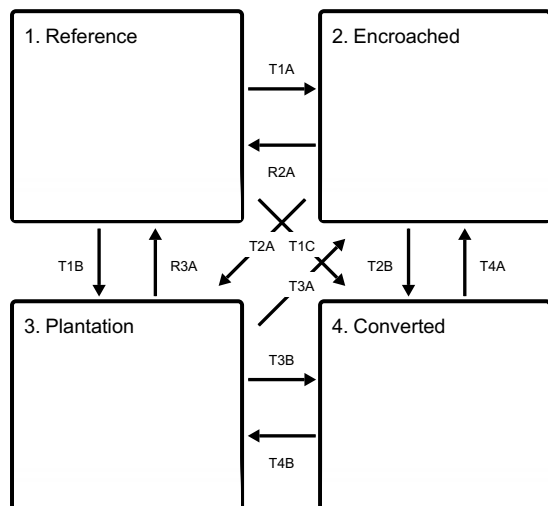 1. Reference
2. Encroached
T1A
R2A
T2A
T1C
T1B
R3A
T2B
T4A
T3A
3. Plantation
4. Converted
T3B
T4B